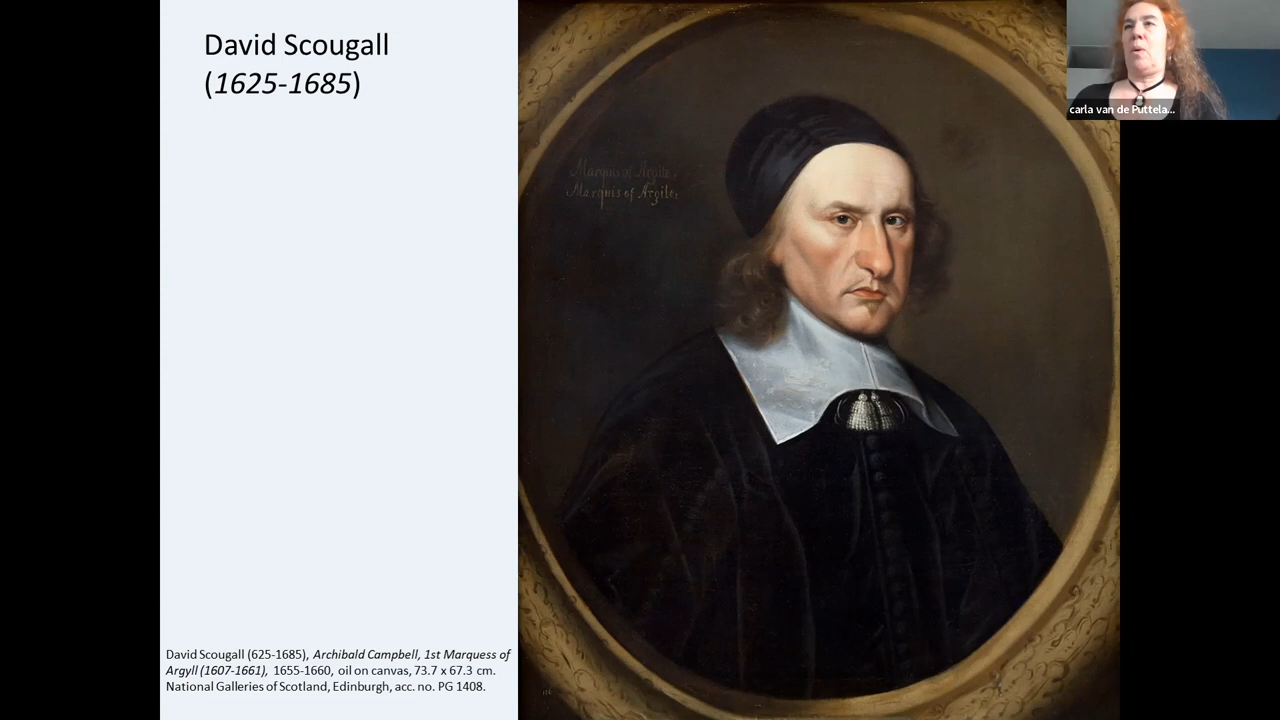 David Scougall
(1625-1685)
carla van de Puttela...
Marquis of Argile
Marquis of Argile:
David Scougall (625-1685), Archibald Campbell, 1st Marquess of
Argyll (1607-1661), 1655-1660, oil on canvas, 73.7 x 67.3 cm.
National Galleries of Scotland, Edinburgh, acc. no. PG 1408.